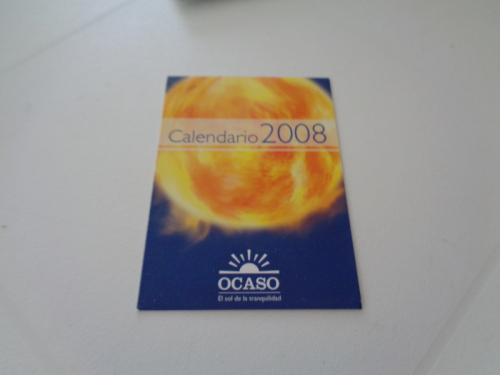 Calendario 2008
OCASO
El sol de la tranquilidad